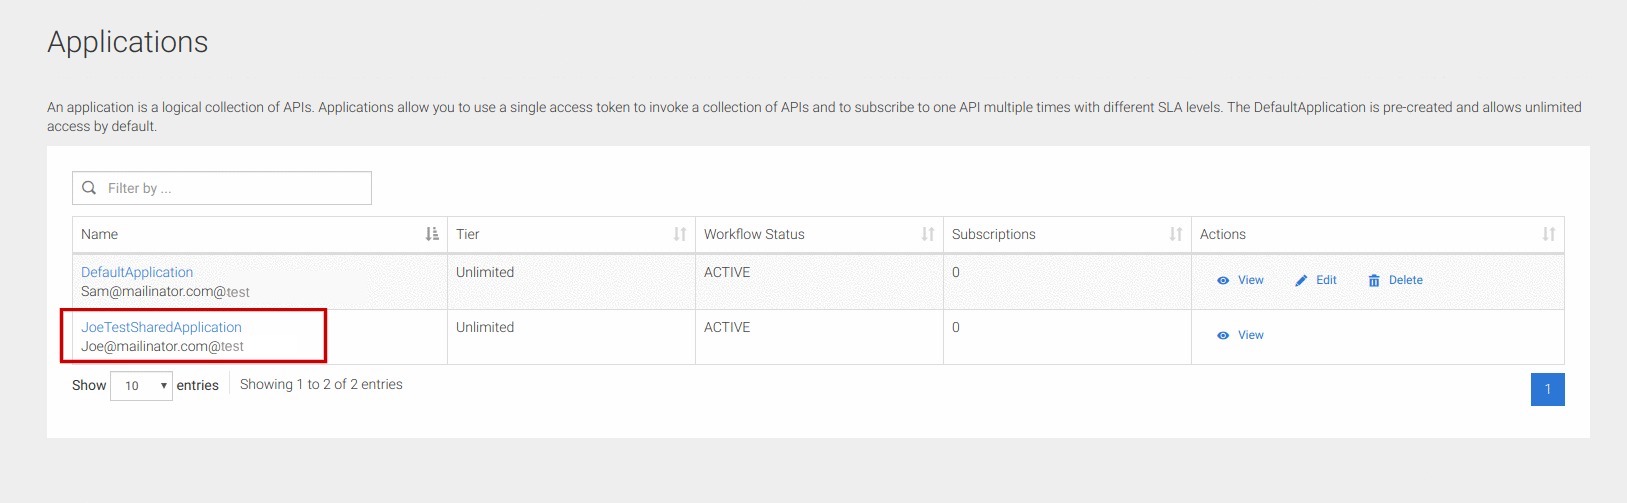 Applications
An application is a logical collection of APIs. Applications allow you to use a single access token to invoke a collection of APIs and to subscribe to one API multiple times with different SLA levels. The DefaultApplication is pre-created and allows unlimited
access by default.
Filter by ...
Name Tier Workflow Status Subscriptions Actions
DefaultApplication Unlimited ACTIVE 0 View Edit Delete
Sam@mailinator.com@test
JoeTestSharedApplication Unlimited ACTIVE 0 View
Joe@mailinator.com@test
Show 10 entries Showing 1 to 2 of 2 entries 1